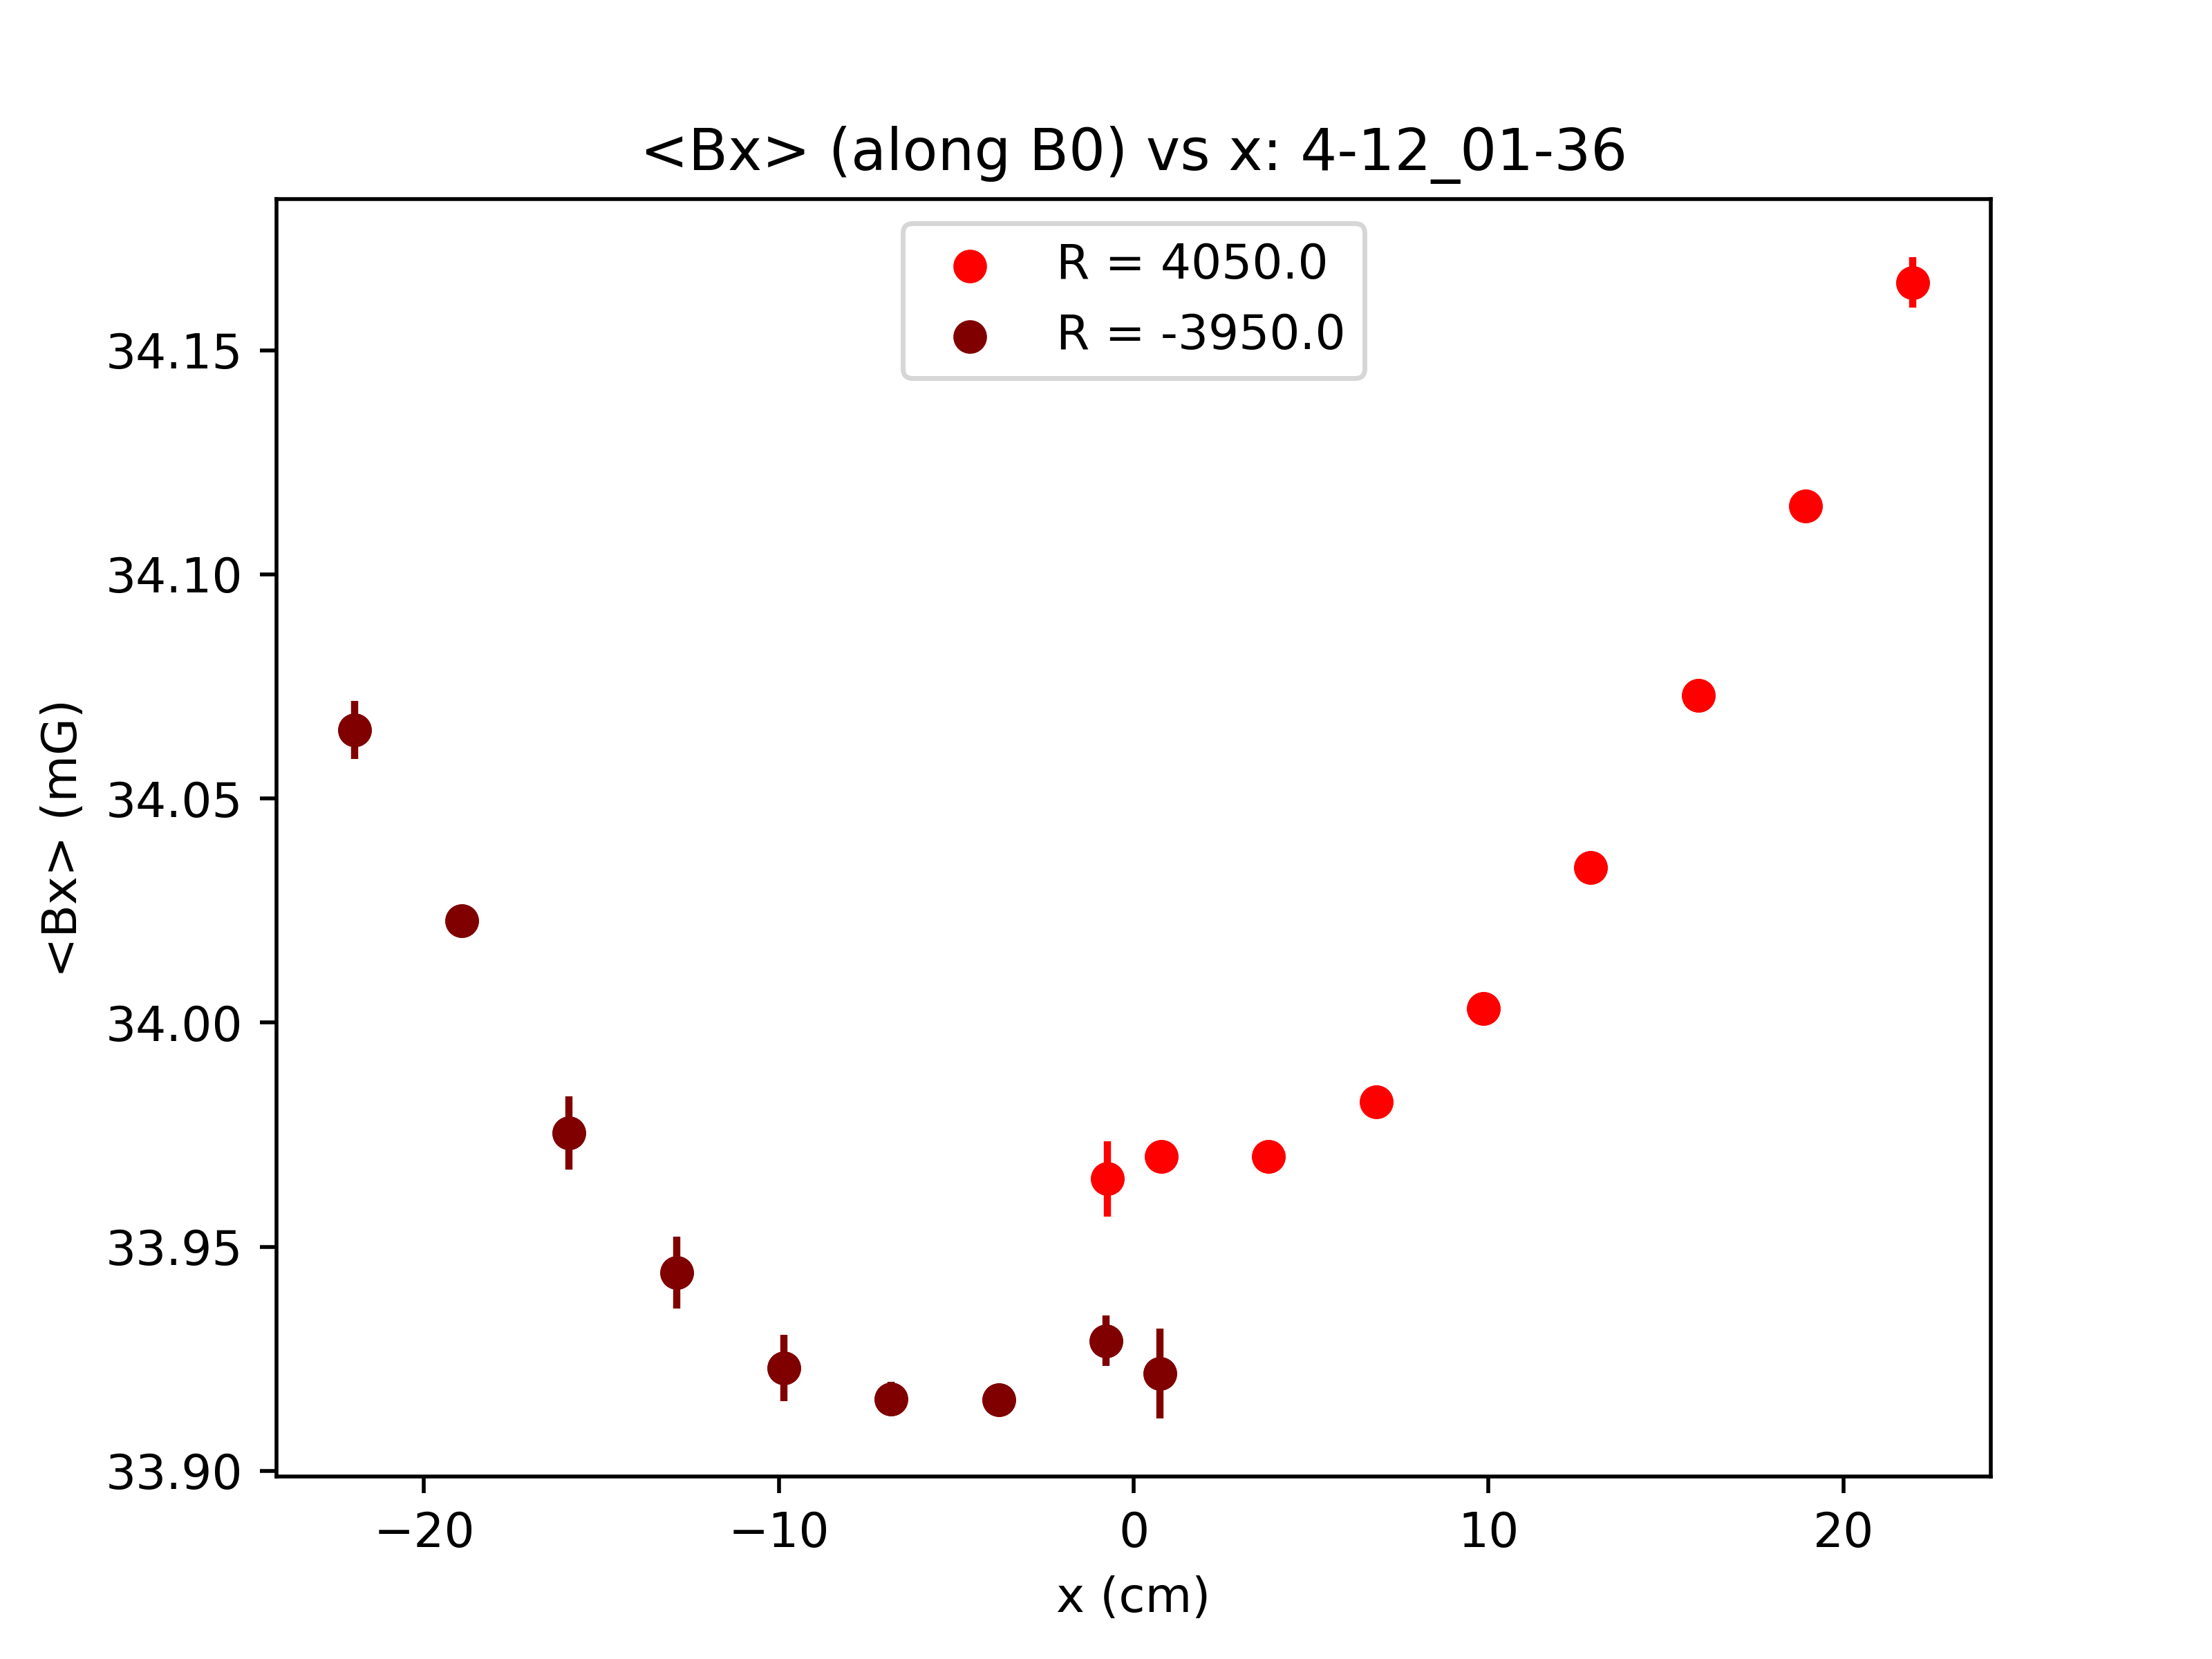 <Bx> (along B0) vs x: 4-12_01-36
R = 4050.0
R = -3950.0
34.15
34.10
34.05
34.00
33.95
33.90
<Bx> (mG)
−20
−10
0
10
20
x (cm)